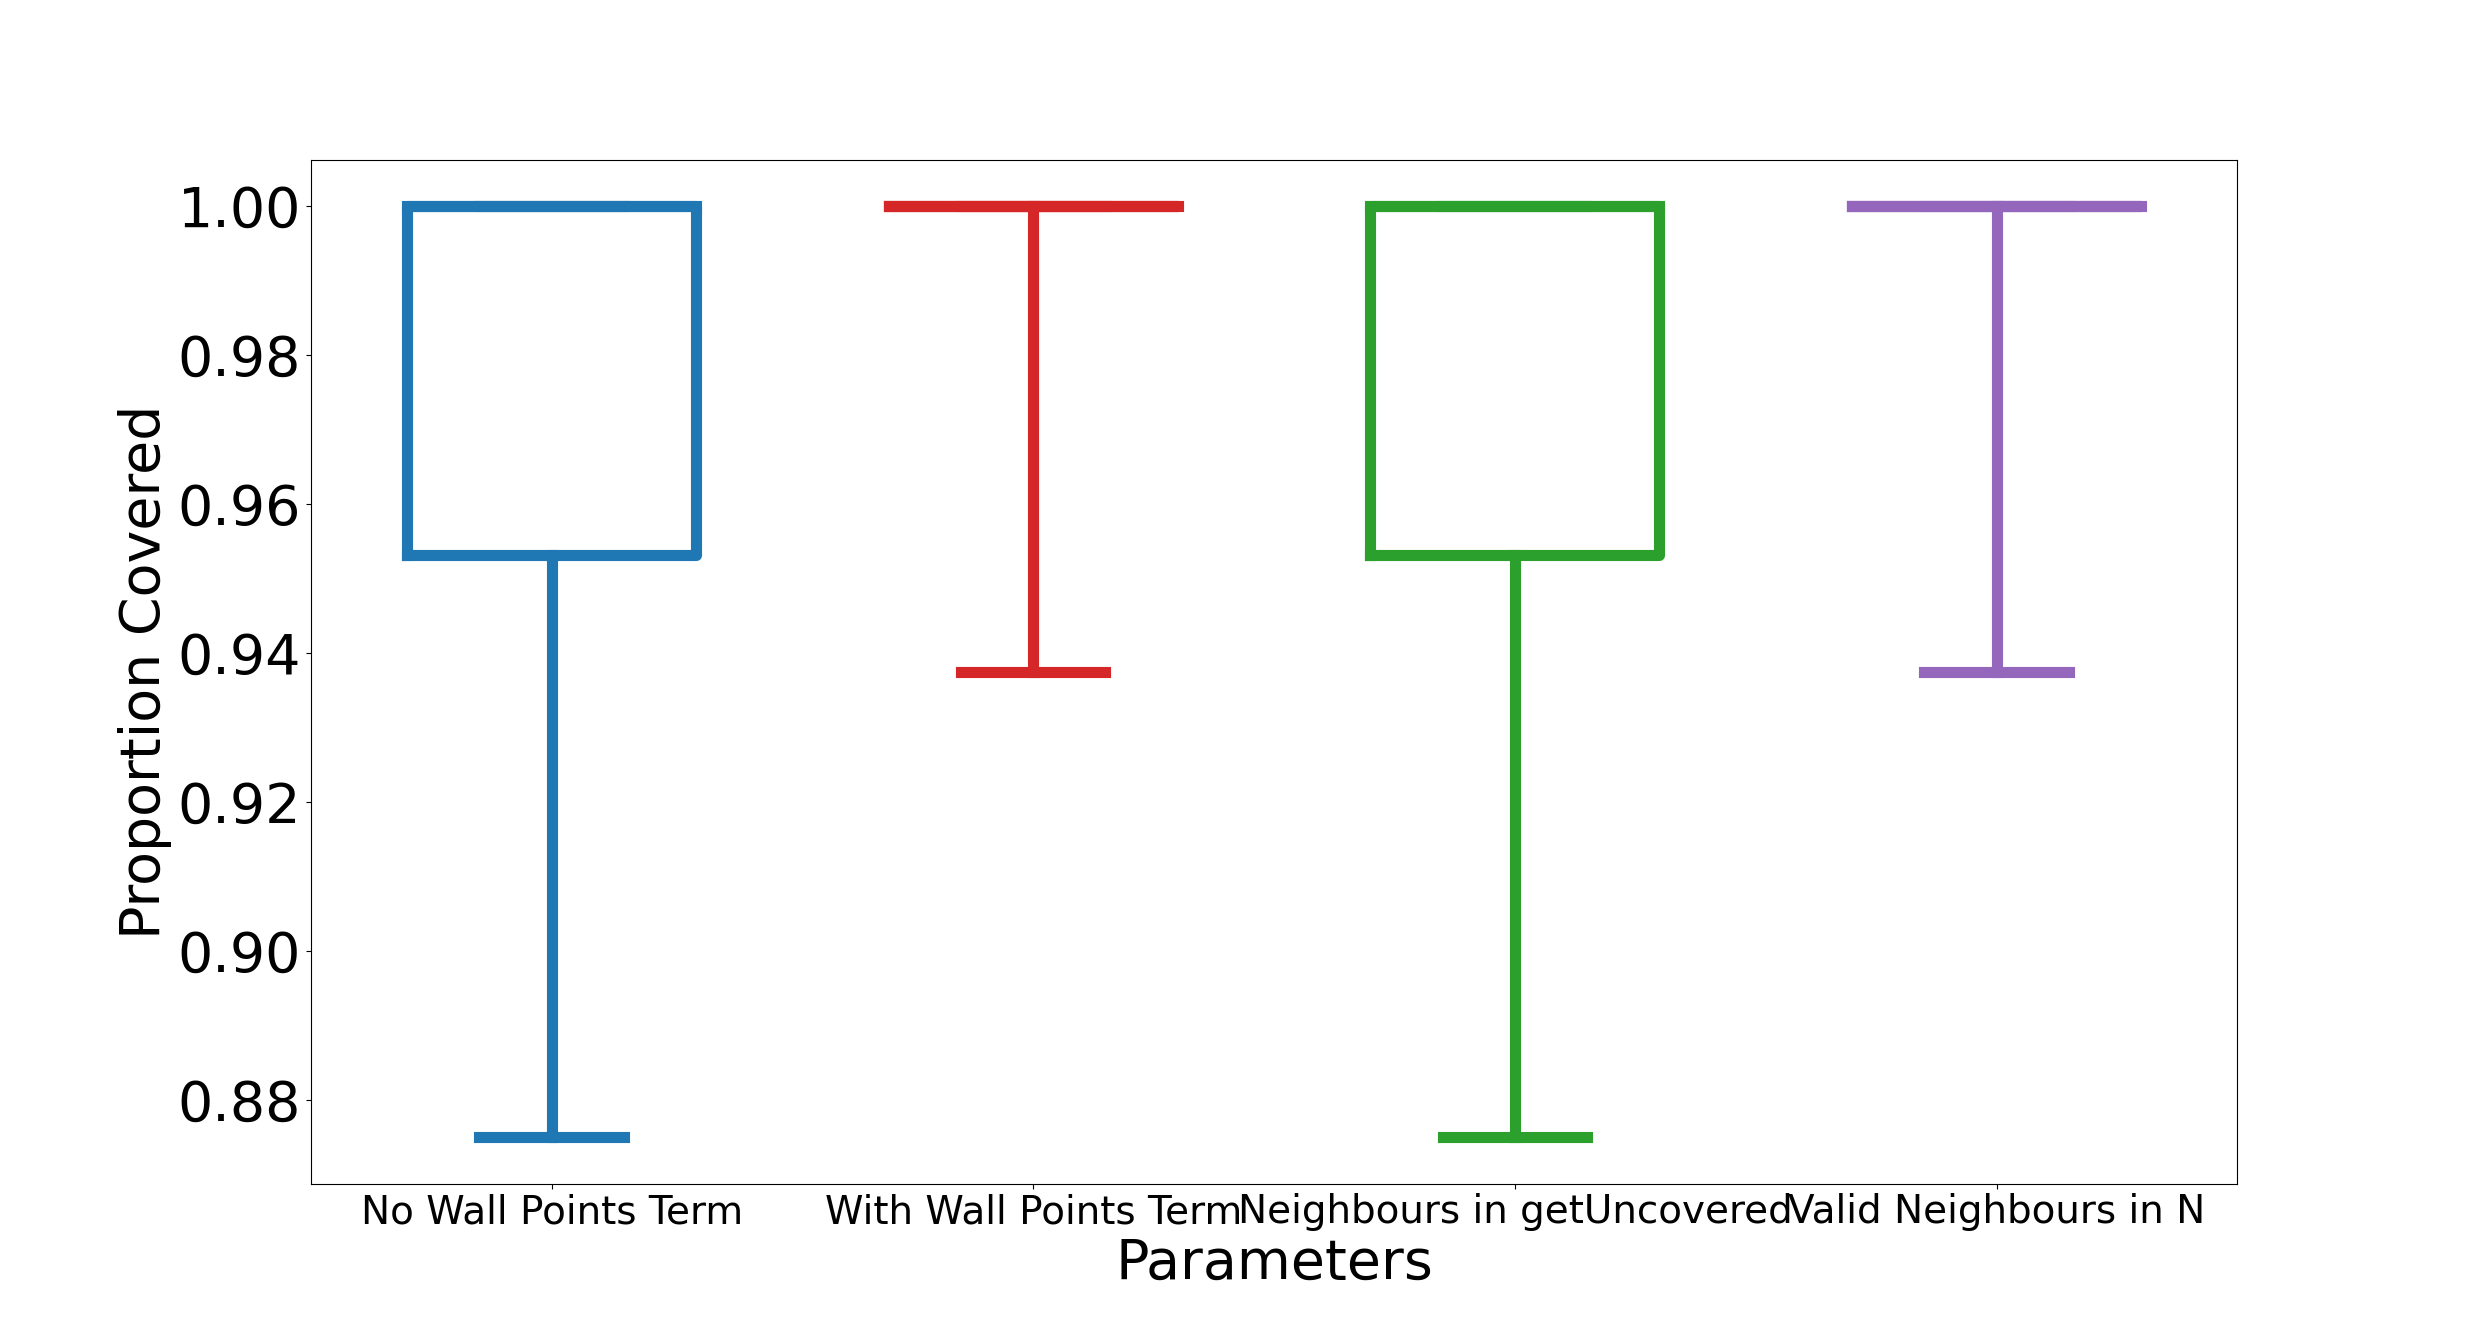 1.00
0.98
0.96
0.94
0.92
0.90
0.88
Proportion Covered
No Wall Points Term With Wall Points Term Neighbours in getUncovered Valid Neighbours in N
Parameters